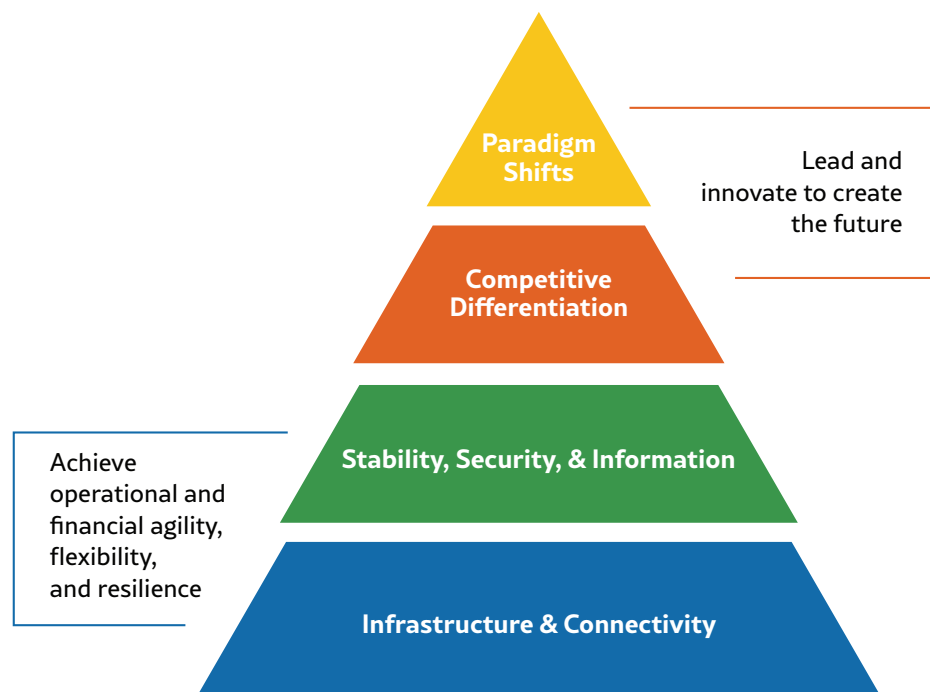 Paradigm
Shifts
Lead and
innovate to create
the future
Competitive
Differentiation
Achieve
operational and
financial agility,
flexibility,
and resilience
Stability, Security, & Information
Infrastructure & Connectivity